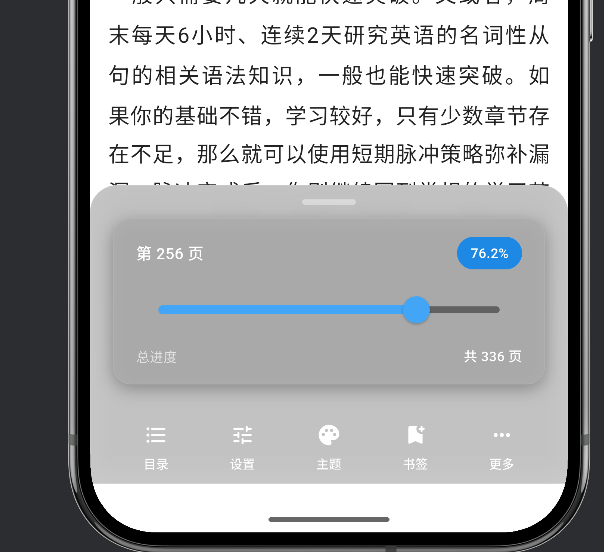 末每天6小时、连续2天研究英语的名词性从
句的相关语法知识，一般也能快速突破。如
果你的基础不错，学习较好，只有少数章节存
在不足，那么就可以使用短期脉冲策略弥补漏
第 256 页
76.2%
总进度
共 336 页
目录
设置
主题
书签
更多